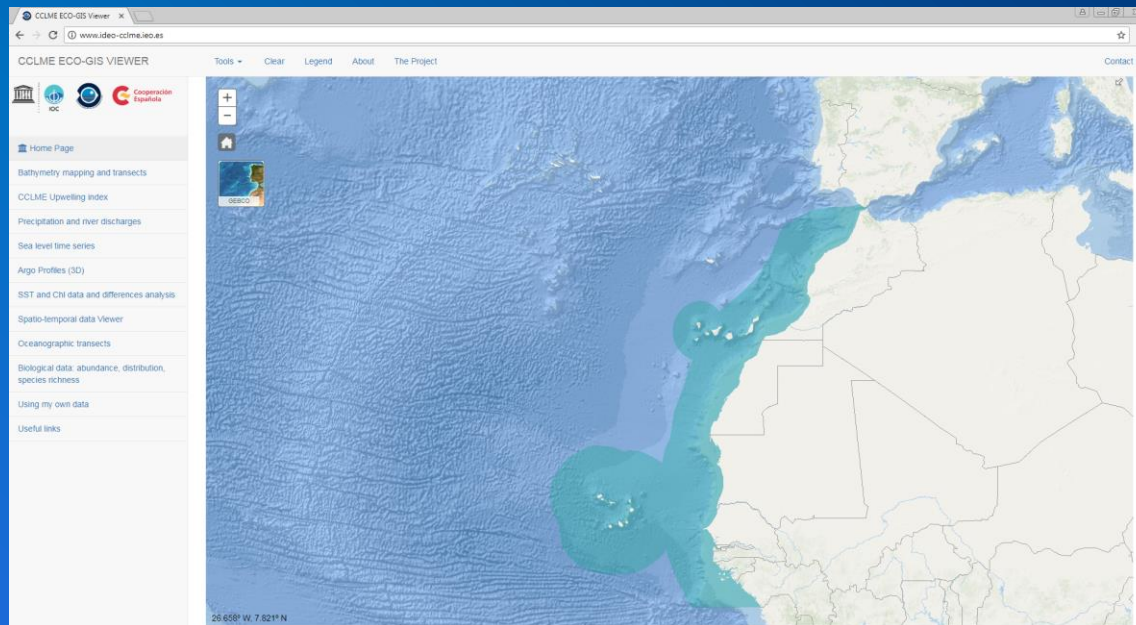 CCLME ECO-GIS Viewer
www.ideo-cclme.ieo.es
CCLME ECO-GIS VIEWER
Tools
Clear
Legend
About
The Project
Contact
IOC
Cooperación
Española
Home Page
Bathymetry mapping and transects
CCLME Upwelling index
Precipitation and river discharges
Sea level time series
Argo Profiles (3D)
SST and Chl data and differences analysis
Spatio-temporal data Viewer
Oceanographic transects
Biological data: abundance, distribution,
species richness
Using my own data
Useful links
+
−
GEBCO
26.658° W, 7.621° N